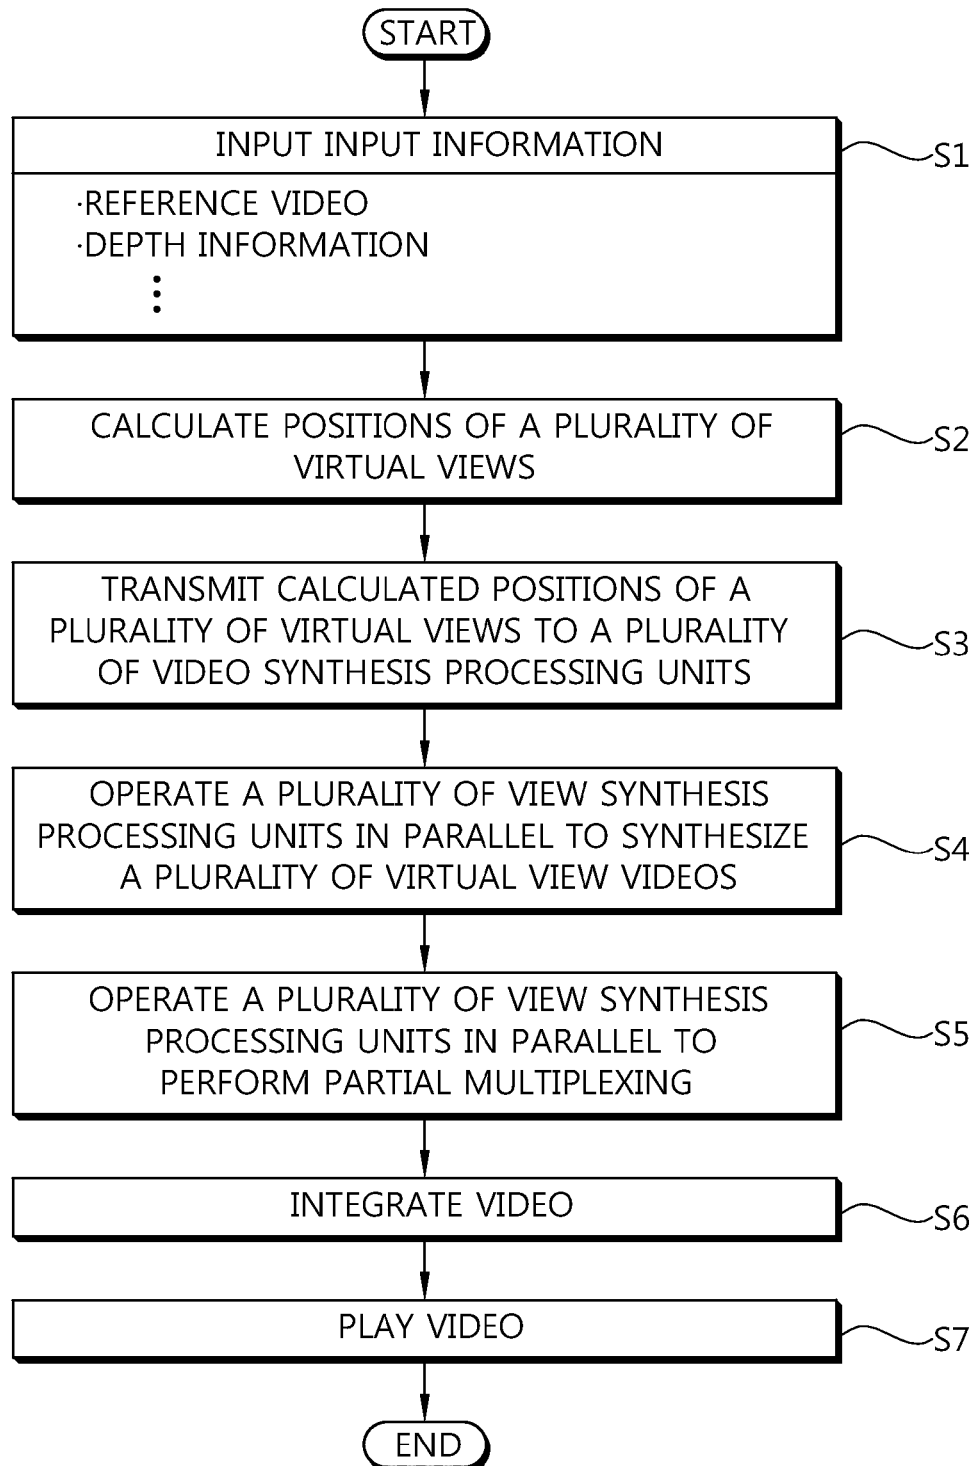 START
INPUT INPUT INFORMATION
S1
·REFERENCE VIDEO
·DEPTH INFORMATION
CALCULATE POSITIONS OF A PLURALITY OF
VIRTUAL VIEWS
S2
TRANSMIT CALCULATED POSITIONS OF A
PLURALITY OF VIRTUAL VIEWS TO A PLURALITY
OF VIDEO SYNTHESIS PROCESSING UNITS
S3
OPERATE A PLURALITY OF VIEW SYNTHESIS
PROCESSING UNITS IN PARALLEL TO SYNTHESIZE
A PLURALITY OF VIRTUAL VIEW VIDEOS
S4
OPERATE A PLURALITY OF VIEW SYNTHESIS
PROCESSING UNITS IN PARALLEL TO
PERFORM PARTIAL MULTIPLEXING
S5
INTEGRATE VIDEO
S6
PLAY VIDEO
S7
END